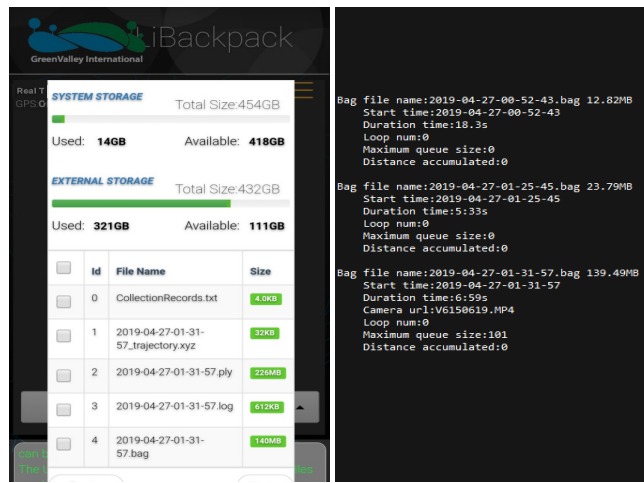 LiBackpack
GreenValley International
Real T
GPS:
SYSTEM STORAGE
Total Size:454GB
Used: 14GB Available: 418GB
EXTERNAL STORAGE
Total Size:432GB
Used: 321GB Available: 111GB
Id File Name Size
0 CollectionRecords.txt 4.0KB
1 2019-04-27-01-31-
57_trajectory.xyz 32KB
2 2019-04-27-01-31-57.ply 226MB
3 2019-04-27-01-31-57.log 612KB
4 2019-04-27-01-31-
57.bag 140MB
can b
The L
les
Bag file name:2019-04-27-00-52-43.bag 12.82MB
Start time:2019-04-27-00-52-43
Duration time:18.3s
Loop num:0
Maximum queue size:0
Distance accumulated:0
Bag file name:2019-04-27-01-25-45.bag 23.79MB
Start time:2019-04-27-01-25-45
Duration time:5:33s
Loop num:0
Maximum queue size:0
Distance accumulated:0
Bag file name:2019-04-27-01-31-57.bag 139.49MB
Start time:2019-04-27-01-31-57
Duration time:6:59s
Camera url:V6150619.MP4
Loop num:0
Maximum queue size:101
Distance accumulated:0